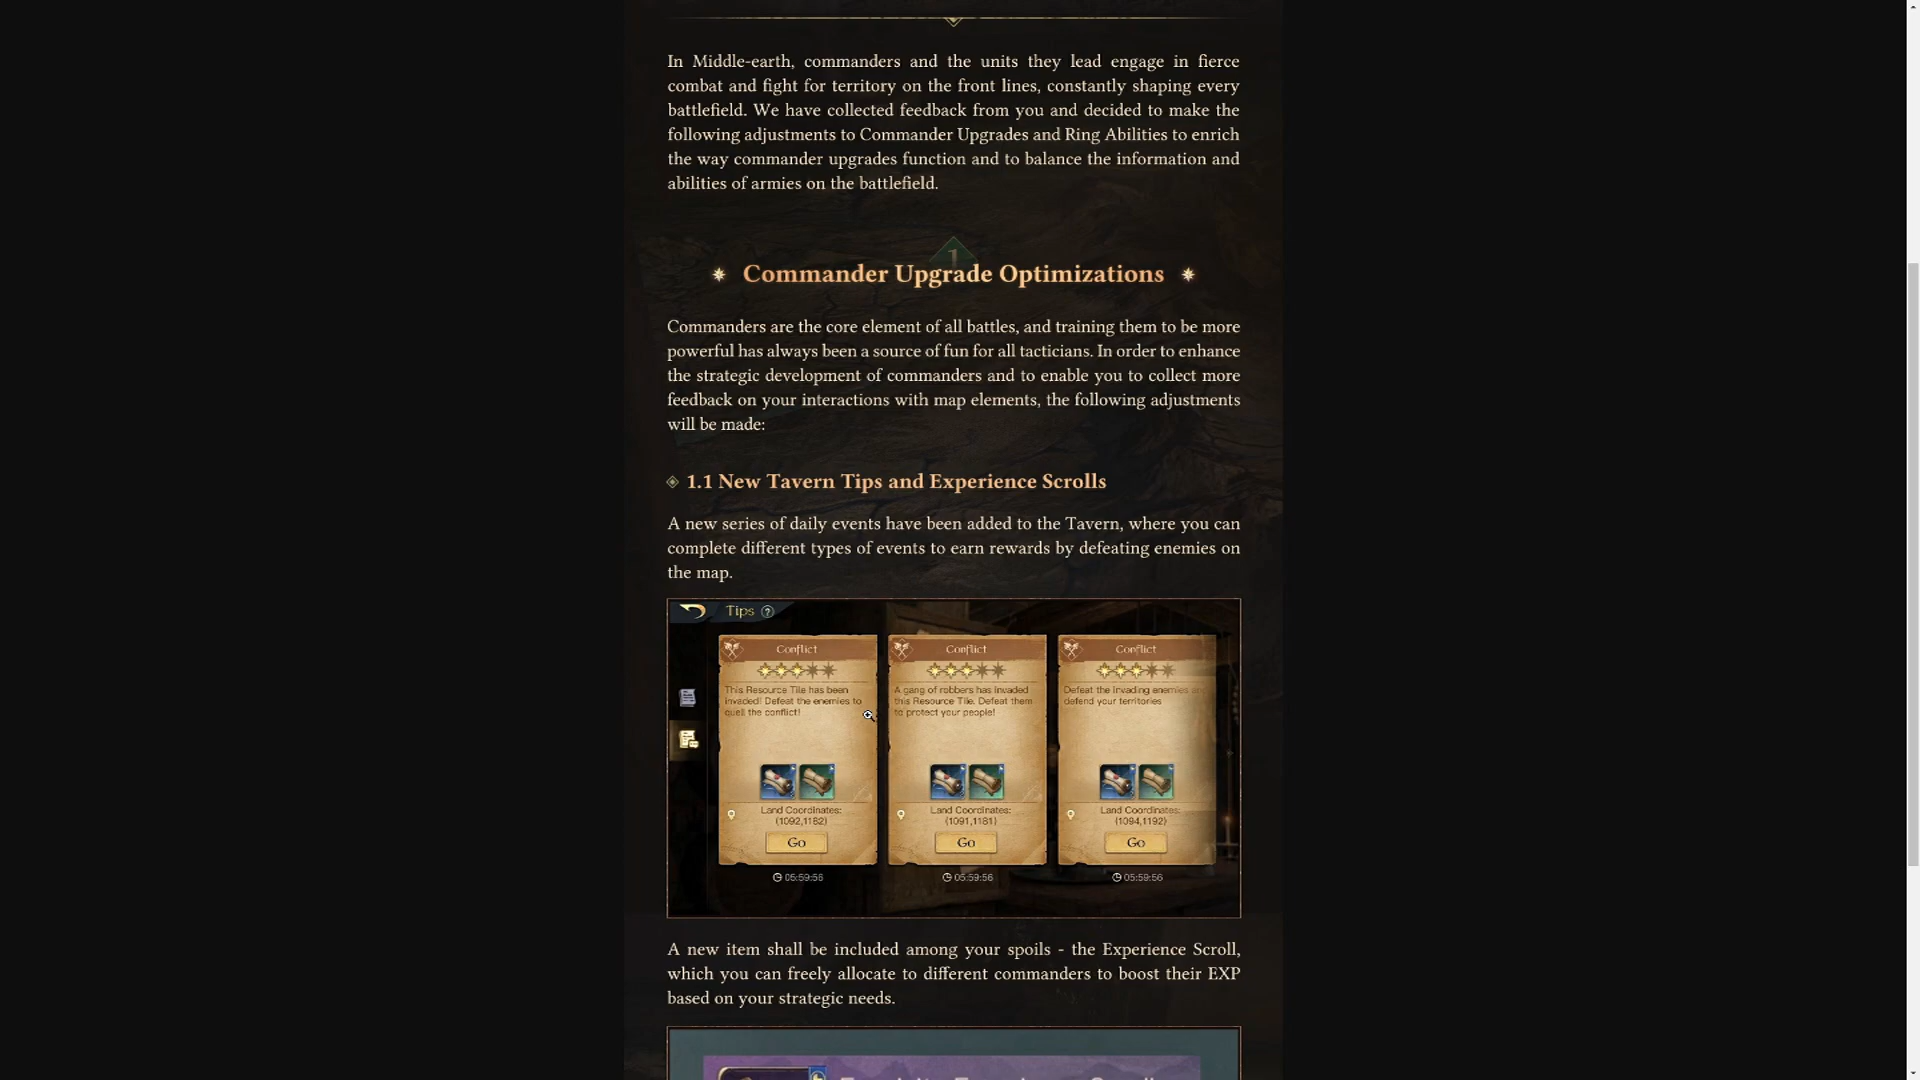 In Middle-earth, commanders and the units they lead engage in fierce
combat and fight for territory on the front lines, constantly shaping every
battlefield. We have collected feedback from you and decided to make the
following adjustments to Commander Upgrades and Ring Abilities to enrich
the way commander upgrades function and to balance the information and
abilities of armies on the battlefield.
1
Commander Upgrade Optimizations
Commanders are the core element of all battles, and training them to be more
powerful has always been a source of fun for all tacticians. In order to enhance
the strategic development of commanders and to enable you to collect more
feedback on your interactions with map elements, the following adjustments
will be made:
1.1 New Tavern Tips and Experience Scrolls
A new series of daily events have been added to the Tavern, where you can
complete different types of events to earn rewards by defeating enemies on
the map.
Tips ?
Conflict
This Resource Tile has been
invaded! Defeat the enemies to
quell the conflict!
Land Coordinates:
(1092,1182)
Go
05:59:56
Conflict
A gang of robbers has invaded
this Resource Tile. Defeat them
to protect your people!
Land Coordinates:
(1091,1181)
Go
05:59:56
Conflict
Defeat the invading enemies and
defend your territories
Land Coordinates:
(1094,1192)
Go
05:59:56
A new item shall be included among your spoils - the Experience Scroll,
which you can freely allocate to different commanders to boost their EXP
based on your strategic needs.